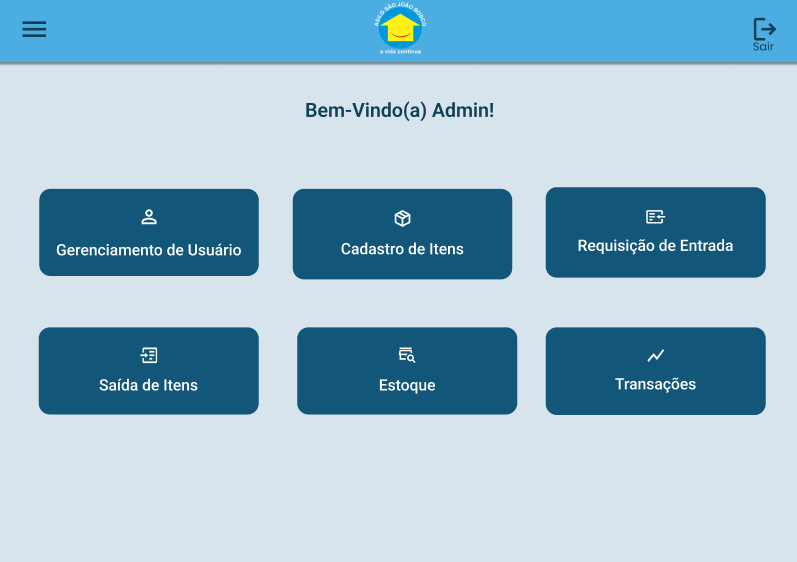 ASILO SÃO JOÃO BOSCO
a vida continua
Sair
Bem-Vindo(a) Admin!
Gerenciamento de Usuário
Cadastro de Itens
Requisição de Entrada
Saída de Itens
Estoque
Transações